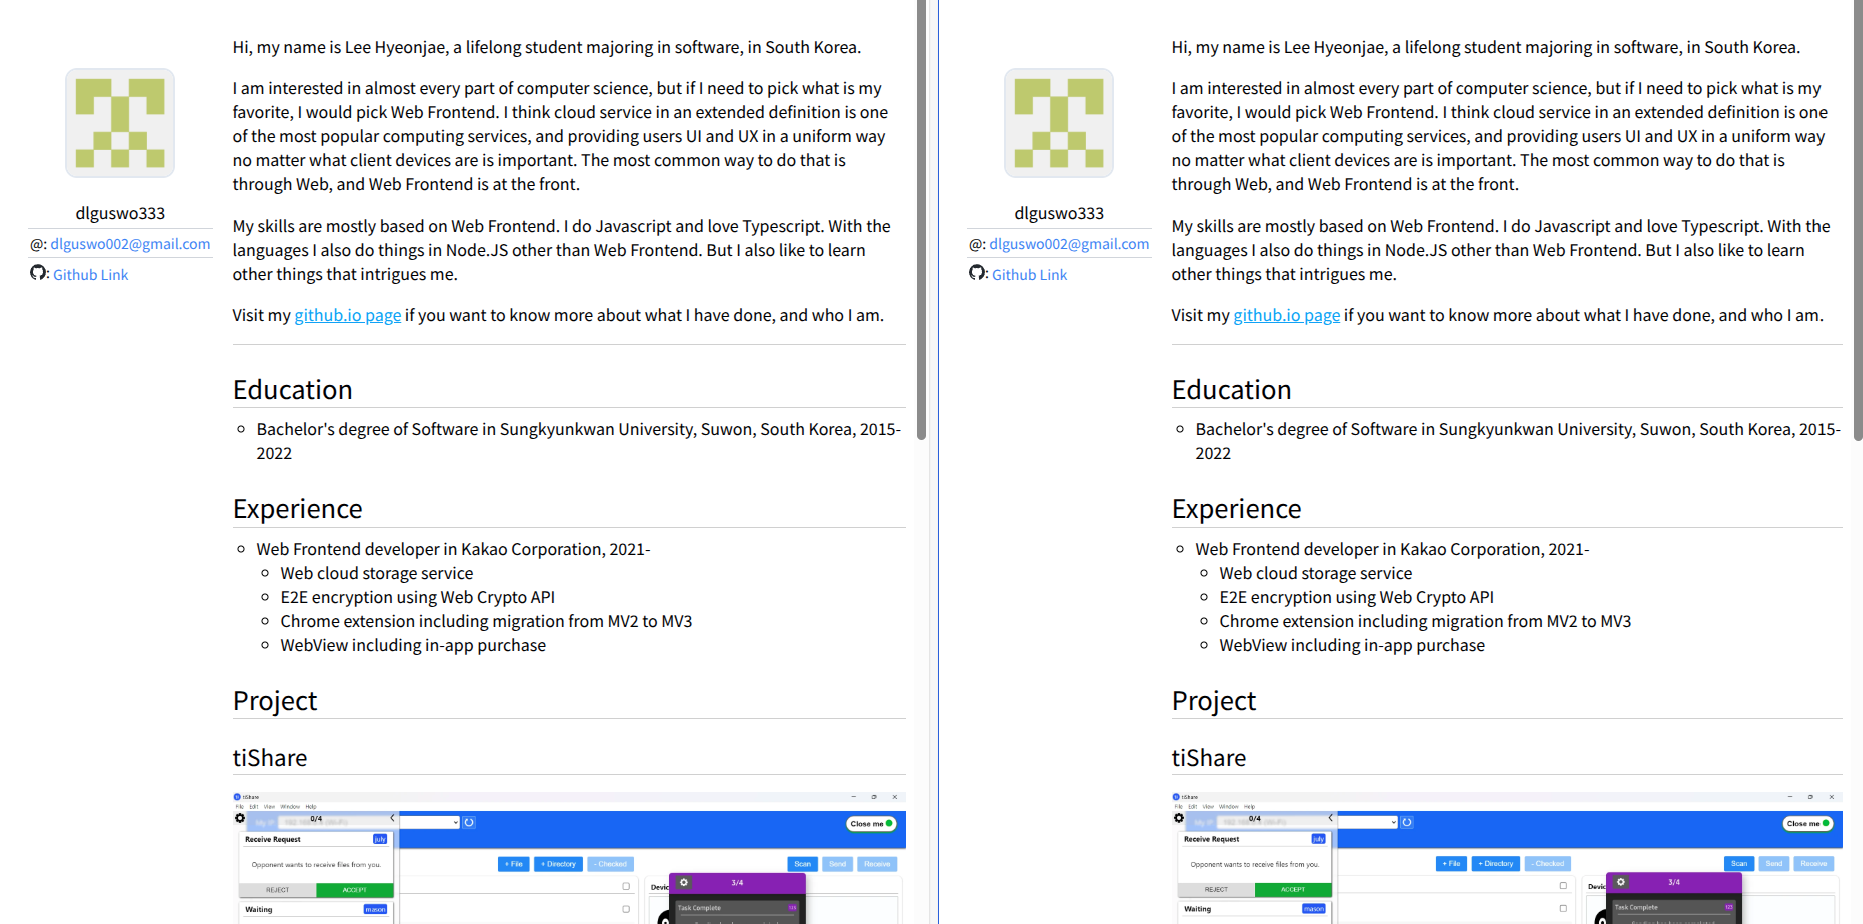 dlguswo333
@: dlguswo002@gmail.com
: Github Link
Hi, my name is Lee Hyeonjae, a lifelong student majoring in software, in South Korea.
I am interested in almost every part of computer science, but if I need to pick what is my
favorite, I would pick Web Frontend. I think cloud service in an extended definition is one
of the most popular computing services, and providing users UI and UX in a uniform way
no matter what client devices are is important. The most common way to do that is
through Web, and Web Frontend is at the front.
My skills are mostly based on Web Frontend. I do Javascript and love Typescript. With the
languages I also do things in Node.JS other than Web Frontend. But I also like to learn
other things that intrigues me.
Visit my github.io page if you want to know more about what I have done, and who I am.
Education
Bachelor's degree of Software in Sungkyunkwan University, Suwon, South Korea, 2015-
2022
Experience
Web Frontend developer in Kakao Corporation, 2021-
Web cloud storage service
E2E encryption using Web Crypto API
Chrome extension including migration from MV2 to MV3
WebView including in-app purchase
Project
tiShare
tiShare
File Edit View Window Help
0/4
Close me
Receive Request july
Opponent wants to receive files from you.
REJECT ACCEPT
Waiting mason
+ File + Directory - Checked
Scan Send Receive
Devic
3/4
Task Complete
dlguswo333
@: dlguswo002@gmail.com
: Github Link
Hi, my name is Lee Hyeonjae, a lifelong student majoring in software, in South Korea.
I am interested in almost every part of computer science, but if I need to pick what is my
favorite, I would pick Web Frontend. I think cloud service in an extended definition is one
of the most popular computing services, and providing users UI and UX in a uniform way
no matter what client devices are is important. The most common way to do that is
through Web, and Web Frontend is at the front.
My skills are mostly based on Web Frontend. I do Javascript and love Typescript. With the
languages I also do things in Node.JS other than Web Frontend. But I also like to learn
other things that intrigues me.
Visit my github.io page if you want to know more about what I have done, and who I am.
Education
Bachelor's degree of Software in Sungkyunkwan University, Suwon, South Korea, 2015-
2022
Experience
Web Frontend developer in Kakao Corporation, 2021-
Web cloud storage service
E2E encryption using Web Crypto API
Chrome extension including migration from MV2 to MV3
WebView including in-app purchase
Project
tiShare
tiShare
File Edit View Window Help
0/4
Close me
Receive Request july
Opponent wants to receive files from you.
REJECT ACCEPT
Waiting mason
+ File + Directory - Checked
Scan Send Receive
Devic
3/4
Task Complete